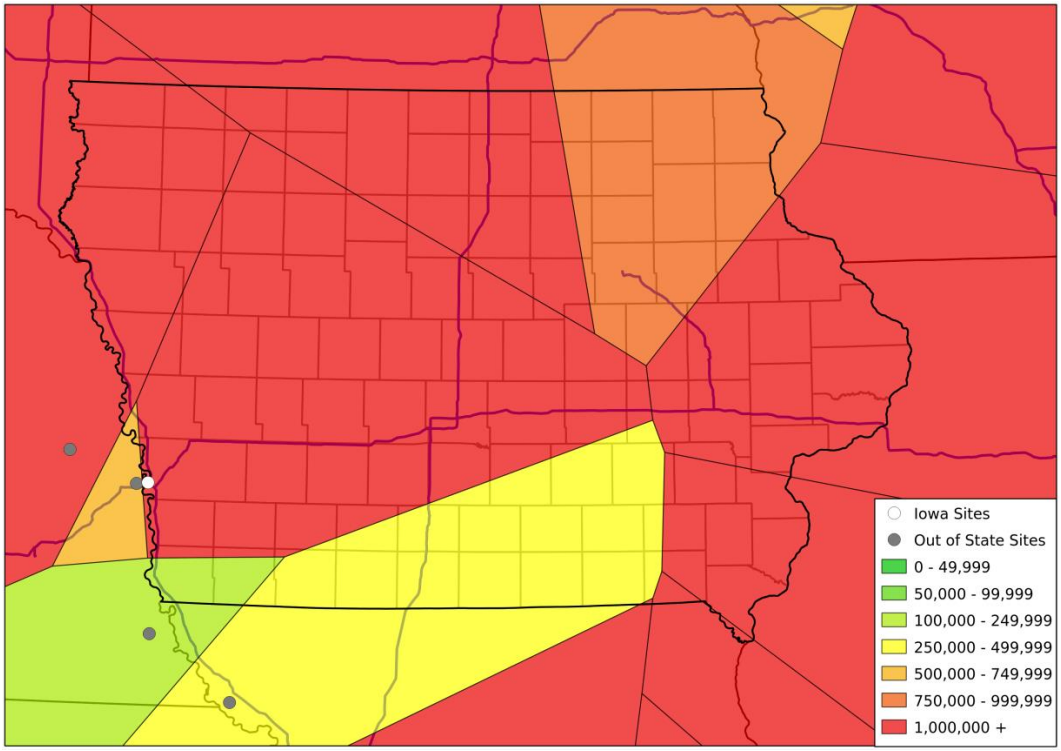 Iowa Sites
Out of State Sites
0 - 49,999
50,000 - 99,999
100,000 - 249,999
250,000 - 499,999
500,000 - 749,999
750,000 - 999,999
1,000,000 +